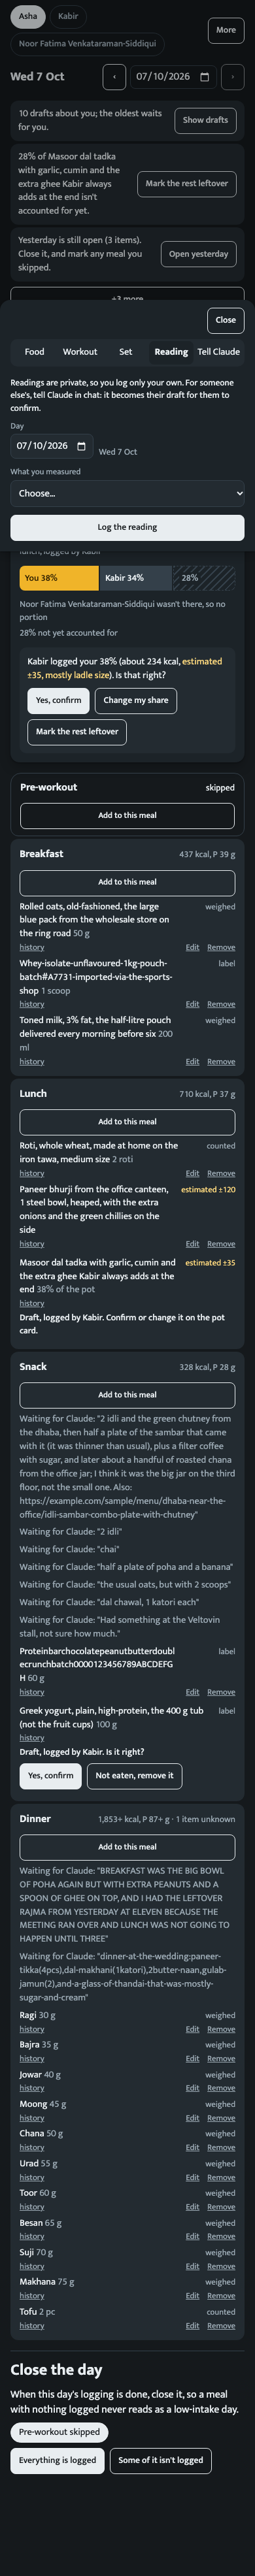 Asha
Kabir
Noor Fatima Venkataraman-Siddiqui
More
Wed 7 Oct
07/10/2026
10 drafts about you; the oldest waits
for you.
Show drafts
28% of Masoor dal tadka
with garlic, cumin and the
extra ghee Kabir always
adds at the end isn't
accounted for yet.
Mark the rest leftover
Yesterday is still open (3 items).
Close it, and mark any meal you
skipped.
Open yesterday
+3 more
Close
Food
Workout
Set
Reading
Tell Claude
Readings are private, so you log only your own. For someone
else's, tell Claude in chat: it becomes their draft for them to
confirm.
Day
07/10/2026
Wed 7 Oct
What you measured
Choose...
Log the reading
lunch, logged by Kabir
You 38%
Kabir 34%
28%
Noor Fatima Venkataraman-Siddiqui wasn't there, so no
portion
28% not yet accounted for
Kabir logged your 38% (about 234 kcal, estimated
±35, mostly ladle size). Is that right?
Yes, confirm
Change my share
Mark the rest leftover
Pre-workout
skipped
Add to this meal
Breakfast
437 kcal, P 39 g
Add to this meal
Rolled oats, old-fashioned, the large
blue pack from the wholesale store on
the ring road 50 g
weighed
history
Edit
Remove
Whey-isolate-unflavoured-1kg-pouch-
batch#A7731-imported-via-the-sports-
shop 1 scoop
label
history
Edit
Remove
Toned milk, 3% fat, the half-litre pouch
delivered every morning before six 200
ml
weighed
history
Edit
Remove
Lunch
710 kcal, P 37 g
Add to this meal
Roti, whole wheat, made at home on the
iron tawa, medium size 2 roti
counted
history
Edit
Remove
Paneer bhurji from the office canteen,
1 steel bowl, heaped, with the extra
onions and the green chillies on the
side
estimated ±120
history
Edit
Remove
Masoor dal tadka with garlic, cumin and
the extra ghee Kabir always adds at the
end 38% of the pot
estimated ±35
history
Draft, logged by Kabir. Confirm or change it on the pot
card.
Snack
328 kcal, P 28 g
Add to this meal
Waiting for Claude: "2 idli and the green chutney from
the dhaba, then half a plate of the sambar that came
with it (it was thinner than usual), plus a filter coffee
with sugar, and later about a handful of roasted chana
from the office jar; I think it was the big jar on the third
floor, not the small one. Also:
https://example.com/sample/menu/dhaba-near-the-
office/idli-sambar-combo-plate-with-chutney"
Waiting for Claude: "2 idli"
Waiting for Claude: "chai"
Waiting for Claude: "half a plate of poha and a banana"
Waiting for Claude: "the usual oats, but with 2 scoops"
Waiting for Claude: "dal chawal, 1 katori each"
Waiting for Claude: "Had something at the Veltovin
stall, not sure how much."
Proteinbarchocolatepeanutbutterdoubl
ecrunchbatch0000123456789ABCDEFG
H 60 g
label
history
Edit
Remove
Greek yogurt, plain, high-protein, the 400 g tub
(not the fruit cups) 100 g
label
history
Draft, logged by Kabir. Is it right?
Yes, confirm
Not eaten, remove it
Dinner
1,853+ kcal, P 87+ g · 1 item unknown
Add to this meal
Waiting for Claude: "BREAKFAST WAS THE BIG BOWL
OF POHA AGAIN BUT WITH EXTRA PEANUTS AND A
SPOON OF GHEE ON TOP, AND I HAD THE LEFTOVER
RAJMA FROM YESTERDAY AT ELEVEN BECAUSE THE
MEETING RAN OVER AND LUNCH WAS NOT GOING TO
HAPPEN UNTIL THREE"
Waiting for Claude: "dinner-at-the-wedding:paneer-
tikka(4pcs),dal-makhani(1katori),2butter-naan,gulab-
jamun(2),and-a-glass-of-thandai-that-was-mostly-
sugar-and-cream"
Ragi 30 g
weighed
history
Edit
Remove
Bajra 35 g
weighed
history
Edit
Remove
Jowar 40 g
weighed
history
Edit
Remove
Moong 45 g
weighed
history
Edit
Remove
Chana 50 g
weighed
history
Edit
Remove
Urad 55 g
weighed
history
Edit
Remove
Toor 60 g
weighed
history
Edit
Remove
Besan 65 g
weighed
history
Edit
Remove
Suji 70 g
weighed
history
Edit
Remove
Makhana 75 g
weighed
history
Edit
Remove
Tofu 2 pc
counted
history
Edit
Remove
Close the day
When this day's logging is done, close it, so a meal
with nothing logged never reads as a low-intake day.
Pre-workout skipped
Everything is logged
Some of it isn't logged